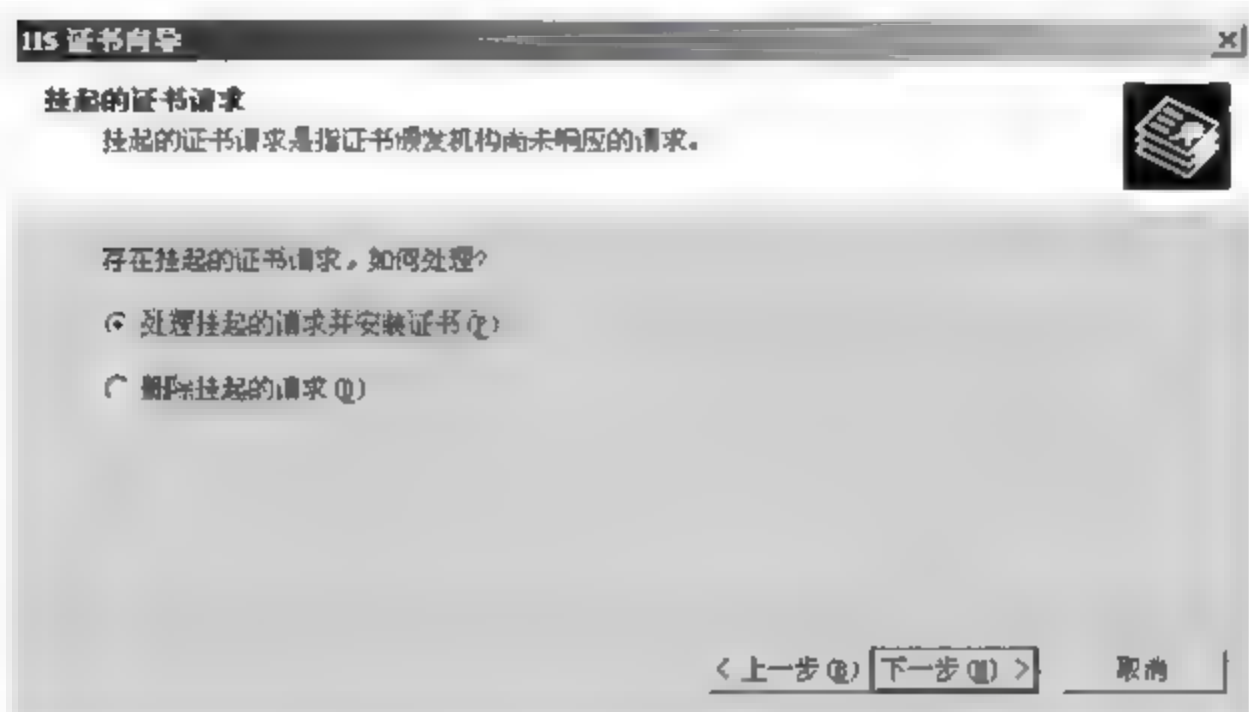 IIS 证书向导
挂起的证书请求
挂起的证书请求是指证书颁发机构尚未响应的请求。
存在挂起的证书请求，如何处理?
处理挂起的请求并安装证书(P)
删除挂起的请求(D)
< 上一步(B) 下一步(N) > 取消